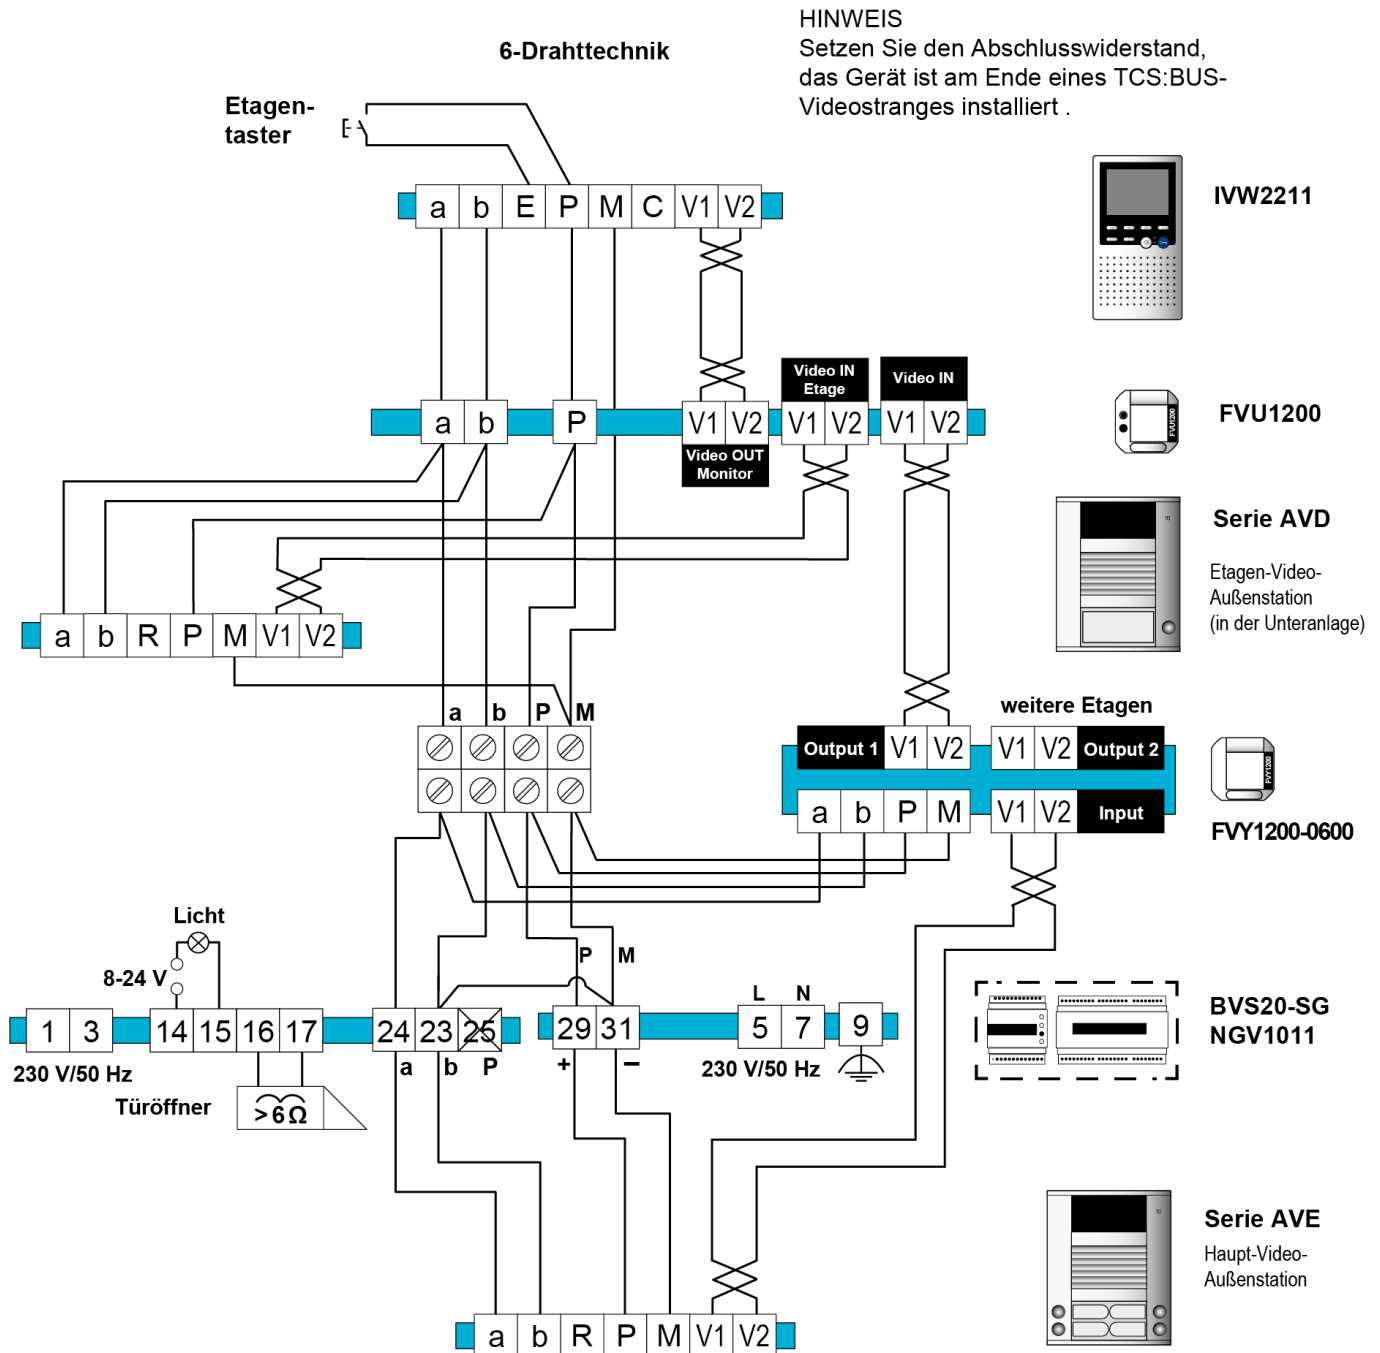 HINWEIS
Setzen Sie den Abschlusswiderstand,
das Gerät ist am Ende eines TCS:BUS-
Videostranges installiert .
6-Drahttechnik
Etagen-
taster
a b E P M C V1 V2
IVW2211
Video IN
Etage
Video IN
a b P V1 V2 V1 V2 V1 V2
Video OUT
Monitor
FVU1200
FVU1200
Serie AVD
Etagen-Video-
Außenstation
(in der Unteranlage)
a b R P M V1 V2
a b P M
weitere Etagen
Output 1 V1 V2 V1 V2 Output 2
a b P M V1 V2 Input
FVY1200
FVY1200-0600
Licht
8-24 V
P M
L N
1 3 14 15 16 17 24 23 25 29 31 5 7 9
a b P + –
230 V/50 Hz
230 V/50 Hz
Türöffner
>6Ω
BVS20-SG
NGV1011
Serie AVE
Haupt-Video-
Außenstation
a b R P M V1 V2